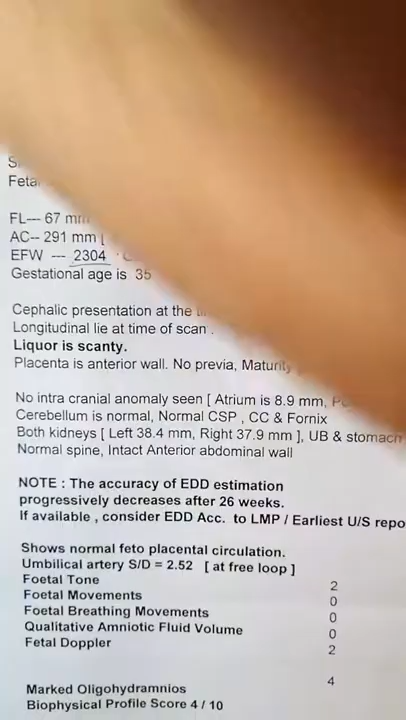 FL--- 67 mm
AC-- 291 mm [
EFW --- 2304
Gestational age is 35
Cephalic presentation at the
Longitudinal lie at time of scan .
Liquor is scanty.
Placenta is anterior wall. No previa, Maturity
No intra cranial anomaly seen [ Atrium is 8.9 mm,
Cerebellum is normal, Normal CSP , CC & Fornix
Both kidneys [ Left 38.4 mm, Right 37.9 mm ], UB & stomach
Normal spine, Intact Anterior abdominal wall
NOTE : The accuracy of EDD estimation
progressively decreases after 26 weeks.
If available , consider EDD Acc. to LMP / Earliest U/S repo
Shows normal feto placental circulation.
Umbilical artery S/D = 2.52 [ at free loop ]
Foetal Tone 2
Foetal Movements 0
Foetal Breathing Movements 0
Qualitative Amniotic Fluid Volume 0
Fetal Doppler 2
4
Marked Oligohydramnios
Biophysical Profile Score 4 / 10